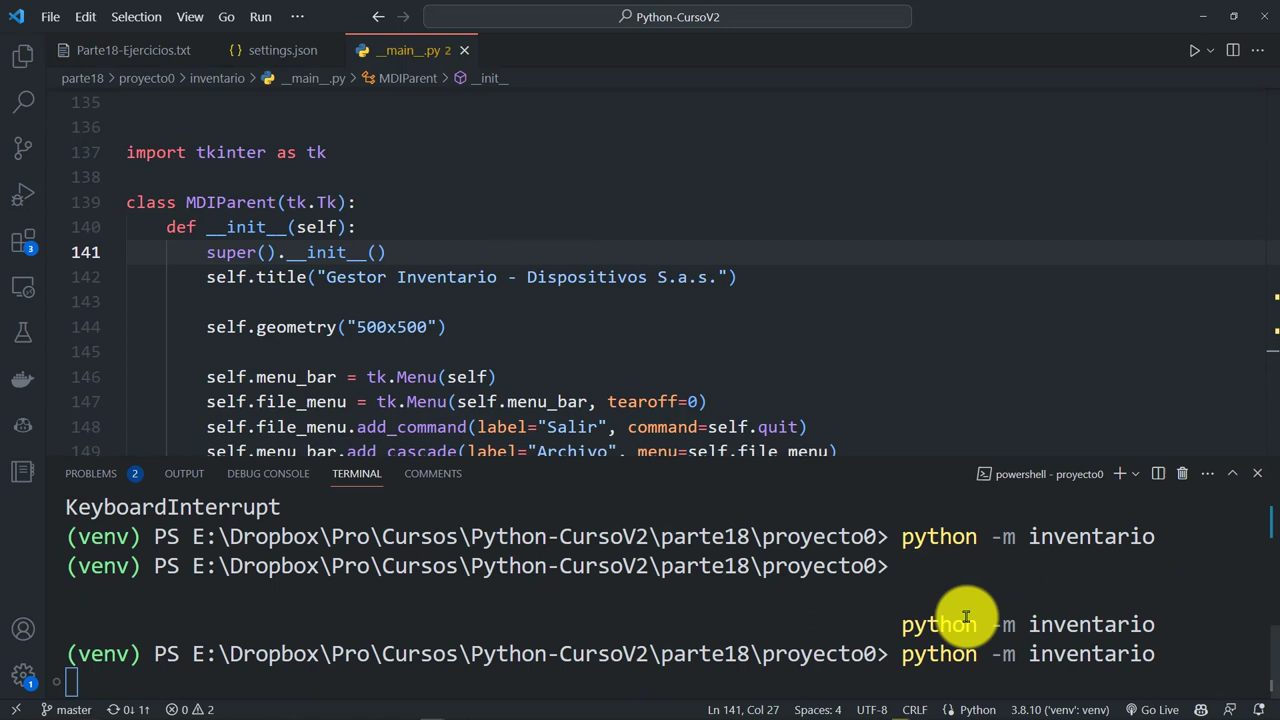 File Edit Selection View Go Run ··· Python-CursoV2
Parte18-Ejercicios.txt {} settings.json __main__.py 2
parte18 > proyecto0 > inventario > __main__.py > MDIParent > __init__
135
136
137 import tkinter as tk
138
139 class MDIParent(tk.Tk):
140 def __init__(self):
141 super().__init__()
142 self.title("Gestor Inventario - Dispositivos S.a.s.")
143
144 self.geometry("500x500")
145
146 self.menu_bar = tk.Menu(self)
147 self.file_menu = tk.Menu(self.menu_bar, tearoff=0)
148 self.file_menu.add_command(label="Salir", command=self.quit)
149 self.menu_bar.add_cascade(label="Archivo", menu=self.file_menu)
PROBLEMS 2 OUTPUT DEBUG CONSOLE TERMINAL COMMENTS powershell - proyecto0
KeyboardInterrupt
(venv) PS E:\Dropbox\Pro\Cursos\Python-CursoV2\parte18\proyecto0> python -m inventario
(venv) PS E:\Dropbox\Pro\Cursos\Python-CursoV2\parte18\proyecto0>
python -m inventario
(venv) PS E:\Dropbox\Pro\Cursos\Python-CursoV2\parte18\proyecto0> python -m inventario
3
1
master 0↓ 1↑ 0 2 Ln 141, Col 27 Spaces: 4 UTF-8 CRLF Python 3.8.10 ('venv': venv) Go Live